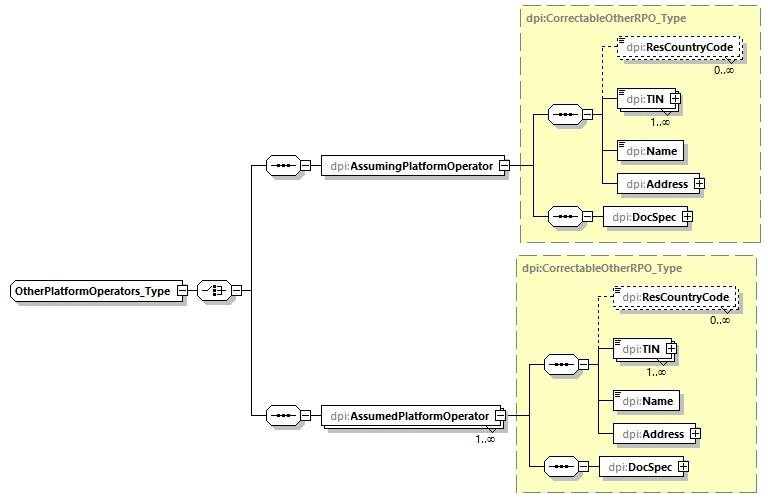 dpi:CorrectableOtherRPO_Type
dpi:ResCountryCode
0..∞
dpi:TIN
1..∞
dpi:AssumingPlatformOperator
dpi:Name
dpi:Address
dpi:DocSpec
OtherPlatformOperators_Type
dpi:CorrectableOtherRPO_Type
dpi:ResCountryCode
0..∞
dpi:TIN
1..∞
dpi:AssumedPlatformOperator
1..∞
dpi:Name
dpi:Address
dpi:DocSpec